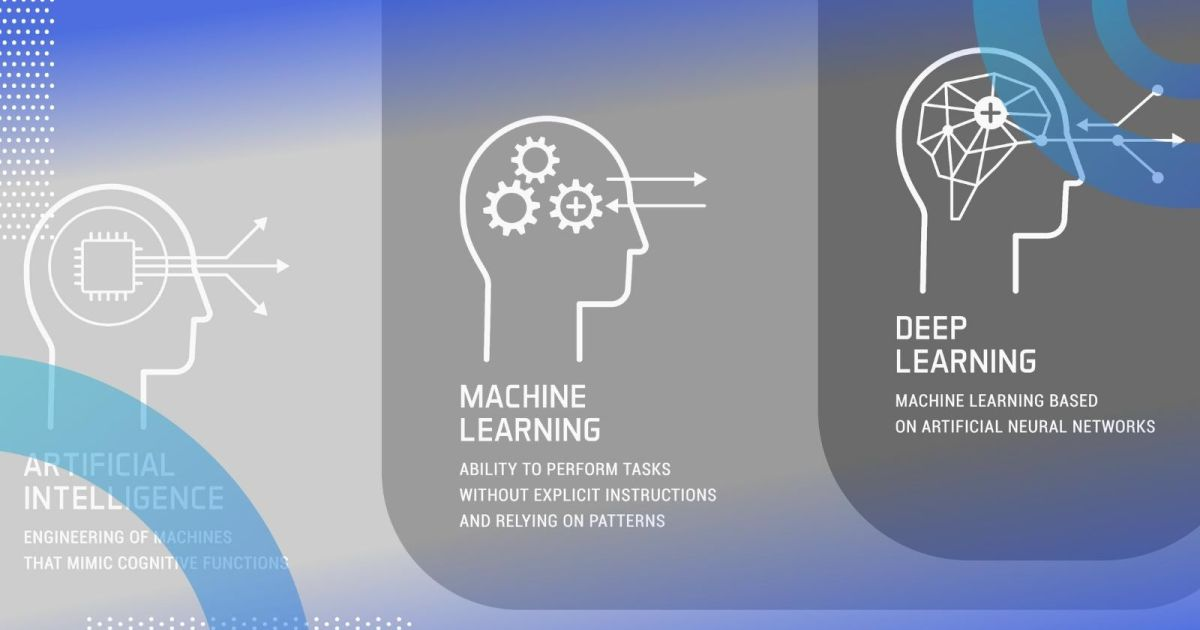 ARTIFICIAL
INTELLIGENCE
ENGINEERING OF MACHINES
THAT MIMIC COGNITIVE FUNCTIONS
MACHINE
LEARNING
ABILITY TO PERFORM TASKS
WITHOUT EXPLICIT INSTRUCTIONS
AND RELYING ON PATTERNS
DEEP
LEARNING
MACHINE LEARNING BASED
ON ARTIFICIAL NEURAL NETWORKS